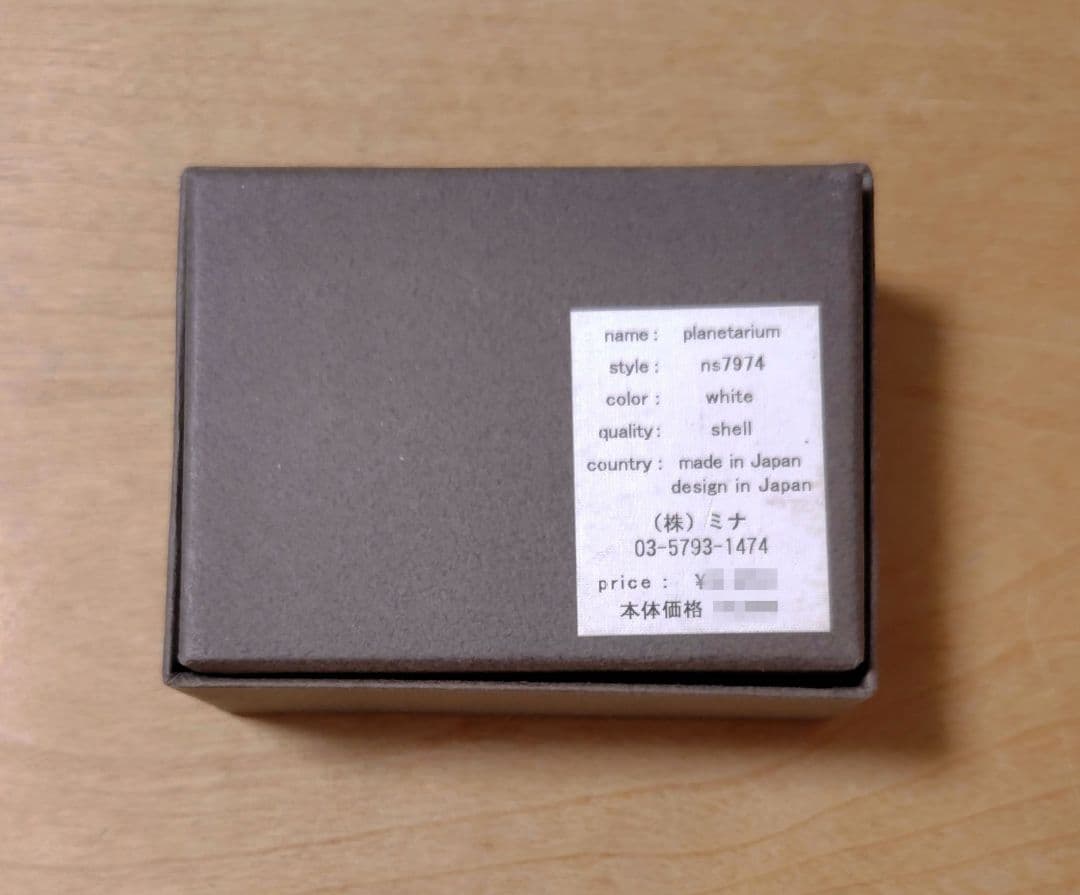 name : planetarium
style : ns7974
color : white
quality : shell
country : made in Japan
design in Japan
（株）ミナ
03-5793-1474
price : ¥
本体価格